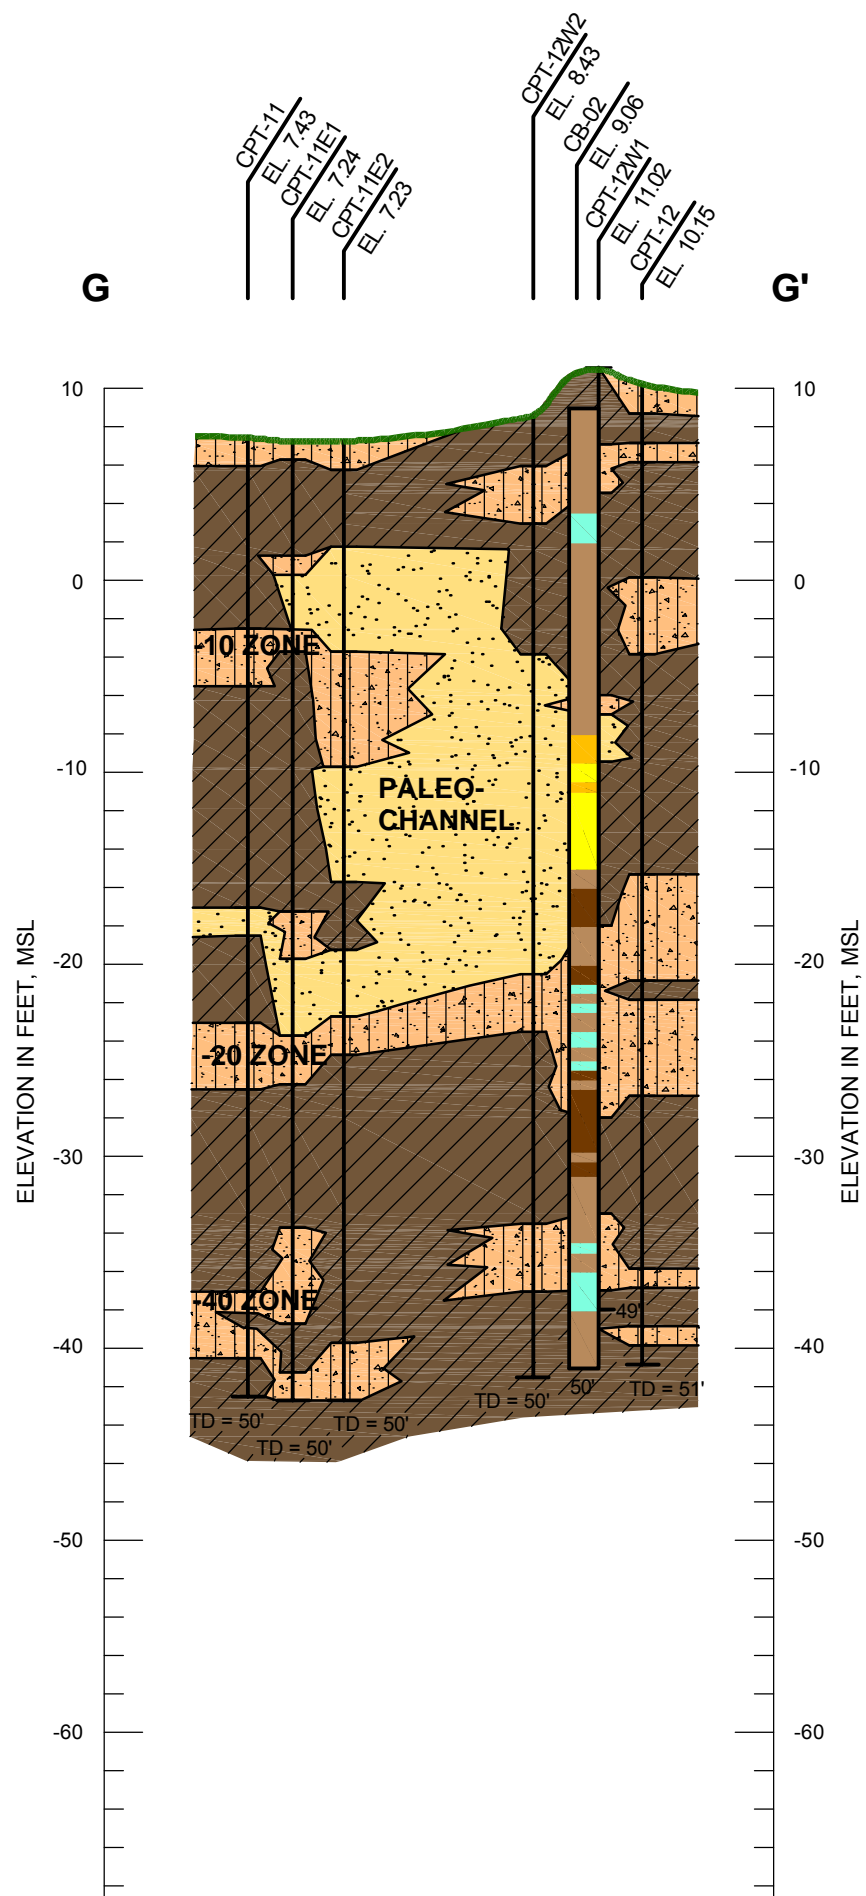 CPT-11
EL. 7.43
CPT-11E1
EL. 7.24
CPT-11E2
EL. 7.23
CPT-12W2
EL. 8.43
CB-02
EL. 9.06
CPT-12W1
EL. 11.02
CPT-12
EL. 10.15
G
G'
10
10
0
0
-10 ZONE
-10
-10
PALEO-
CHANNEL
-20
-20
-20 ZONE
ELEVATION IN FEET, MSL
ELEVATION IN FEET, MSL
-30
-30
-40 ZONE
49'
-40
-40
TD = 50'
TD = 50'
TD = 50'
TD = 50'
50'
TD = 51'
-50
-50
-60
-60